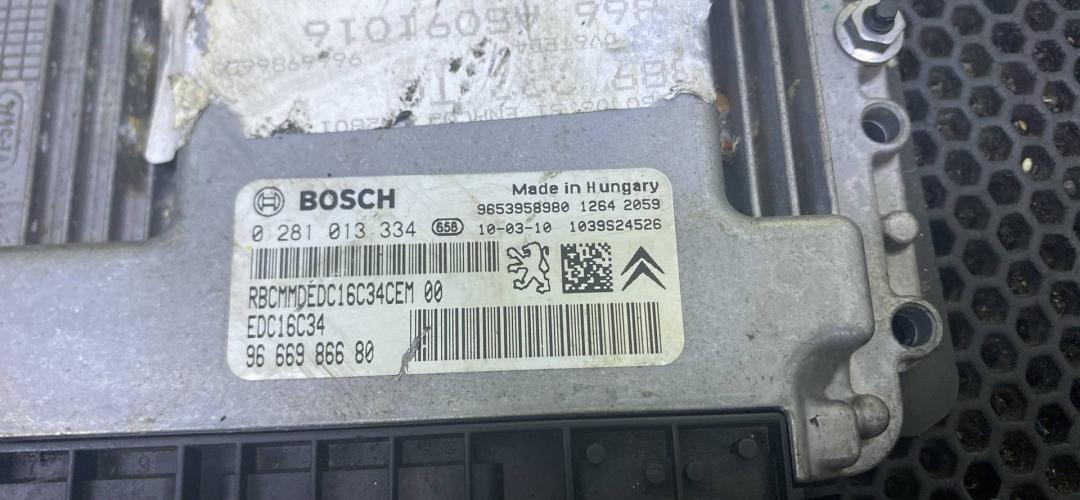 4S091016
BOSCH
Made in Hungary
9653958980 1264 2059
0 281 013 334 658 10-03-10 1039S24526
RBCMMDEDC16C34CEM 00
EDC16C34
96 669 866 80